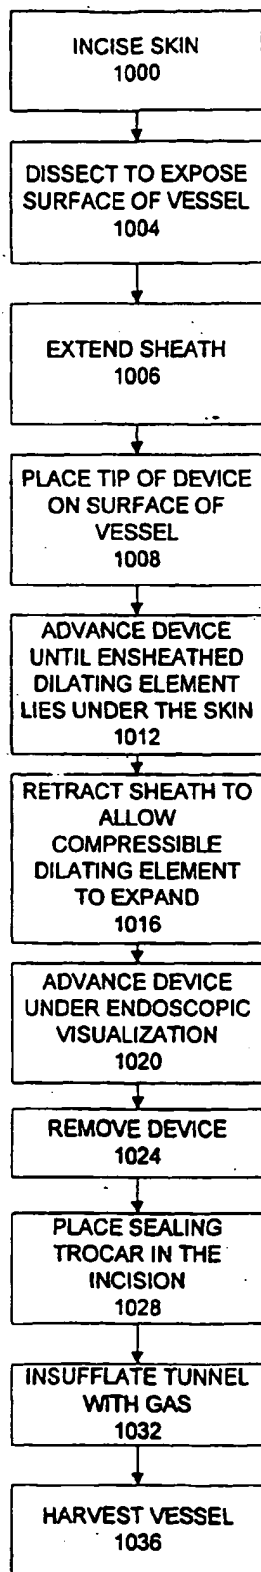 INCISE SKIN
1000
DISSECT TO EXPOSE
SURFACE OF VESSEL
1004
EXTEND SHEATH
1006
PLACE TIP OF DEVICE
ON SURFACE OF
VESSEL
1008
ADVANCE DEVICE
UNTIL ENSHEATHED
DILATING ELEMENT
LIES UNDER THE SKIN
1012
RETRACT SHEATH TO
ALLOW
COMPRESSIBLE
DILATING ELEMENT
TO EXPAND
1016
ADVANCE DEVICE
UNDER ENDOSCOPIC
VISUALIZATION
1020
REMOVE DEVICE
1024
PLACE SEALING
TROCAR IN THE
INCISION
1028
INSUFFLATE TUNNEL
WITH GAS
1032
HARVEST VESSEL
1036